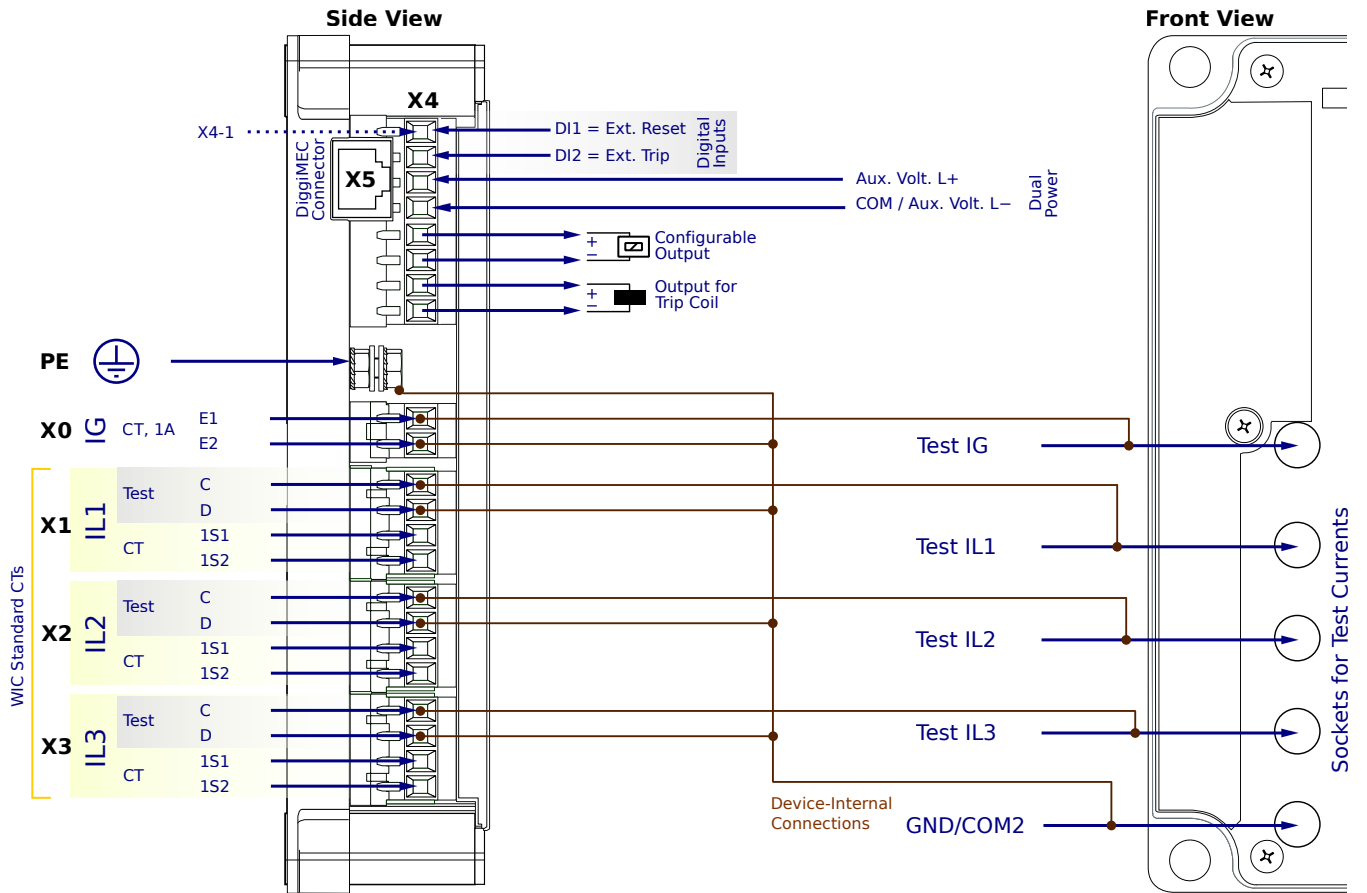 Side View
Front View
X4
X4-1
DI1 = Ext. Reset
DI2 = Ext. Trip
Digital
Inputs
DiggiMEC
Connector
X5
Aux. Volt. L+
COM / Aux. Volt. L−
Dual
Power
+
−
Configurable
Output
+
−
Output for
Trip Coil
PE
X0
IG
CT, 1A
E1
E2
Test IG
WIC Standard CTs
X1
IL1
Test
C
D
CT
1S1
1S2
Test IL1
X2
IL2
Test
C
D
CT
1S1
1S2
Test IL2
X3
IL3
Test
C
D
CT
1S1
1S2
Test IL3
Sockets for Test Currents
Device-Internal
Connections
GND/COM2